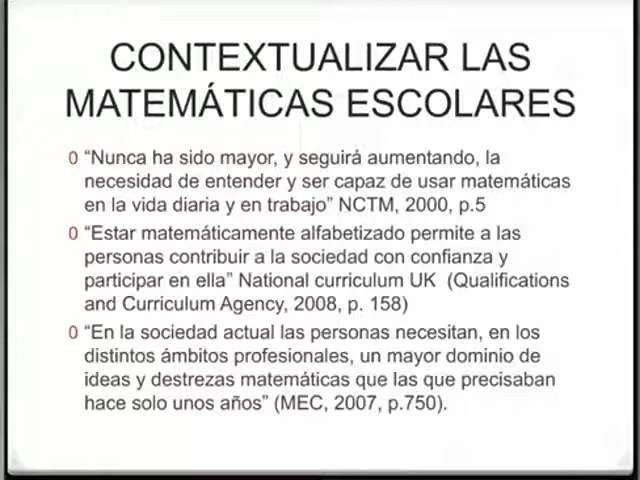 CONTEXTUALIZAR LAS
MATEMÁTICAS ESCOLARES
0 “Nunca ha sido mayor, y seguirá aumentando, la
necesidad de entender y ser capaz de usar matemáticas
en la vida diaria y en trabajo” NCTM, 2000, p.5
0 “Estar matemáticamente alfabetizado permite a las
personas contribuir a la sociedad con confianza y
participar en ella” National curriculum UK (Qualifications
and Curriculum Agency, 2008, p. 158)
0 “En la sociedad actual las personas necesitan, en los
distintos ámbitos profesionales, un mayor dominio de
ideas y destrezas matemáticas que las que precisaban
hace solo unos años” (MEC, 2007, p.750).